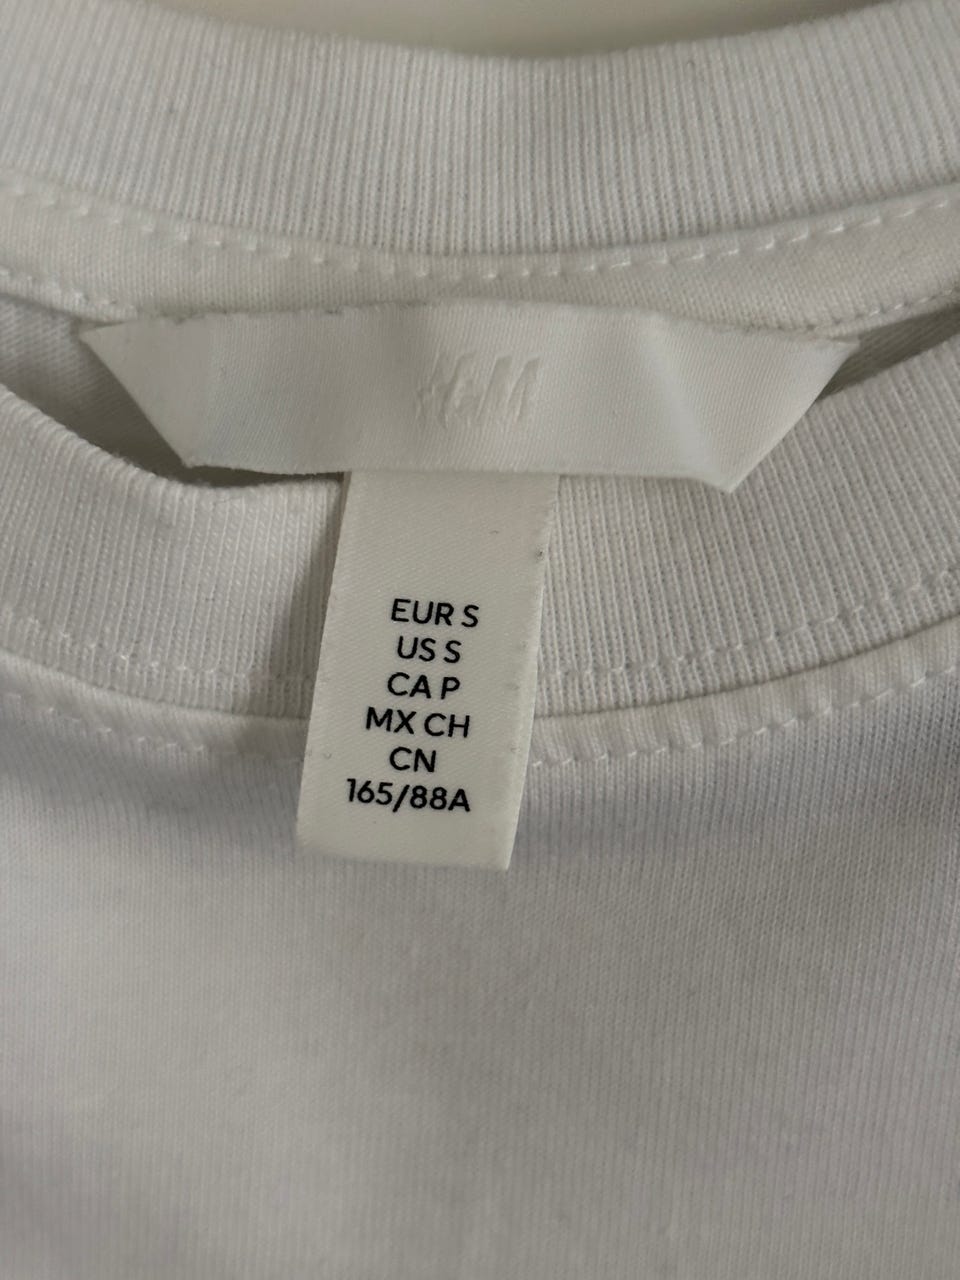 H&M
EUR S
US S
CA P
MX CH
CN
165/88A